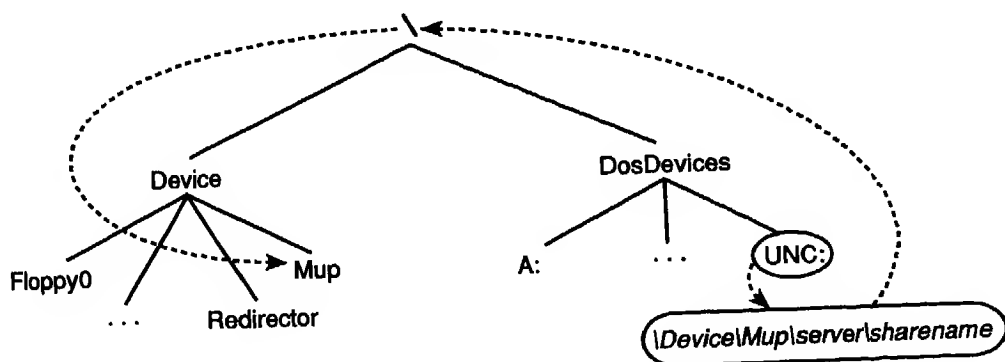 \
Device
DosDevices
Floppy0
. . .
Redirector
Mup
A:
. . .
UNC:
\Device\Mup\server\sharename